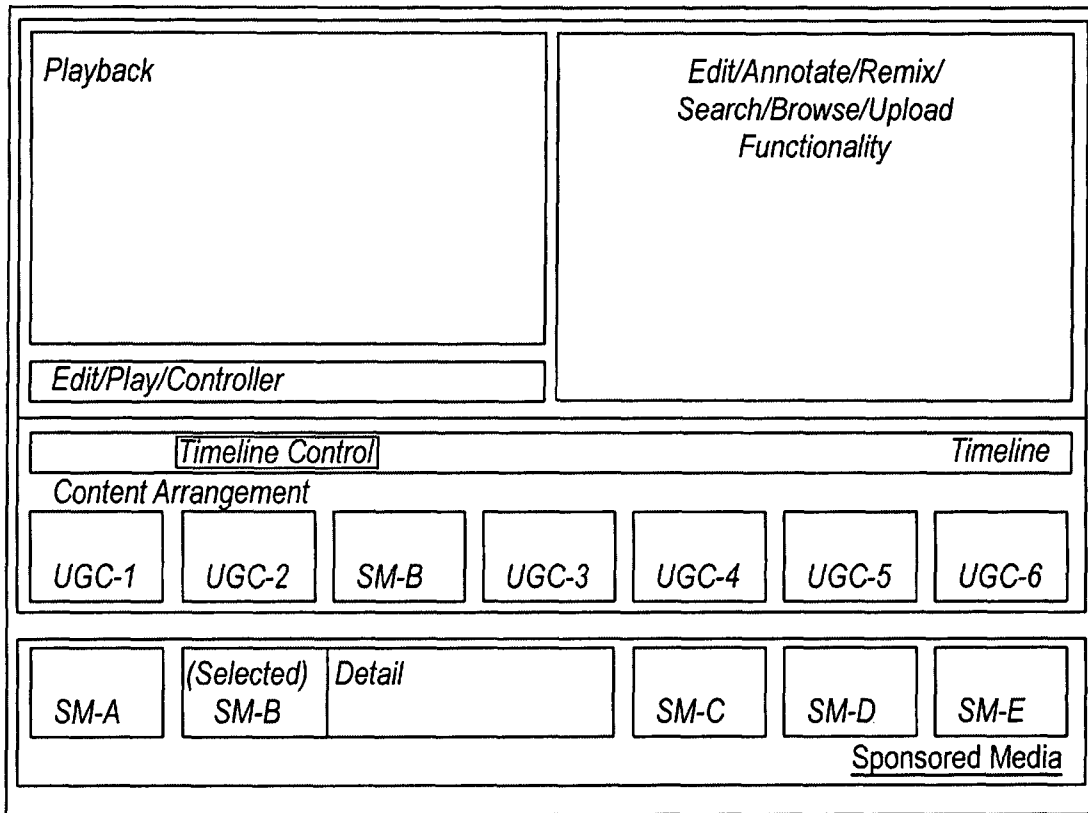 Playback
Edit/Annotate/Remix/
Search/Browse/Upload
Functionality
Edit/Play/Controller
Timeline Control
Timeline
Content Arrangement
UGC-1
UGC-2
SM-B
UGC-3
UGC-4
UGC-5
UGC-6
SM-A
(Selected)
SM-B
Detail
SM-C
SM-D
SM-E
Sponsored Media